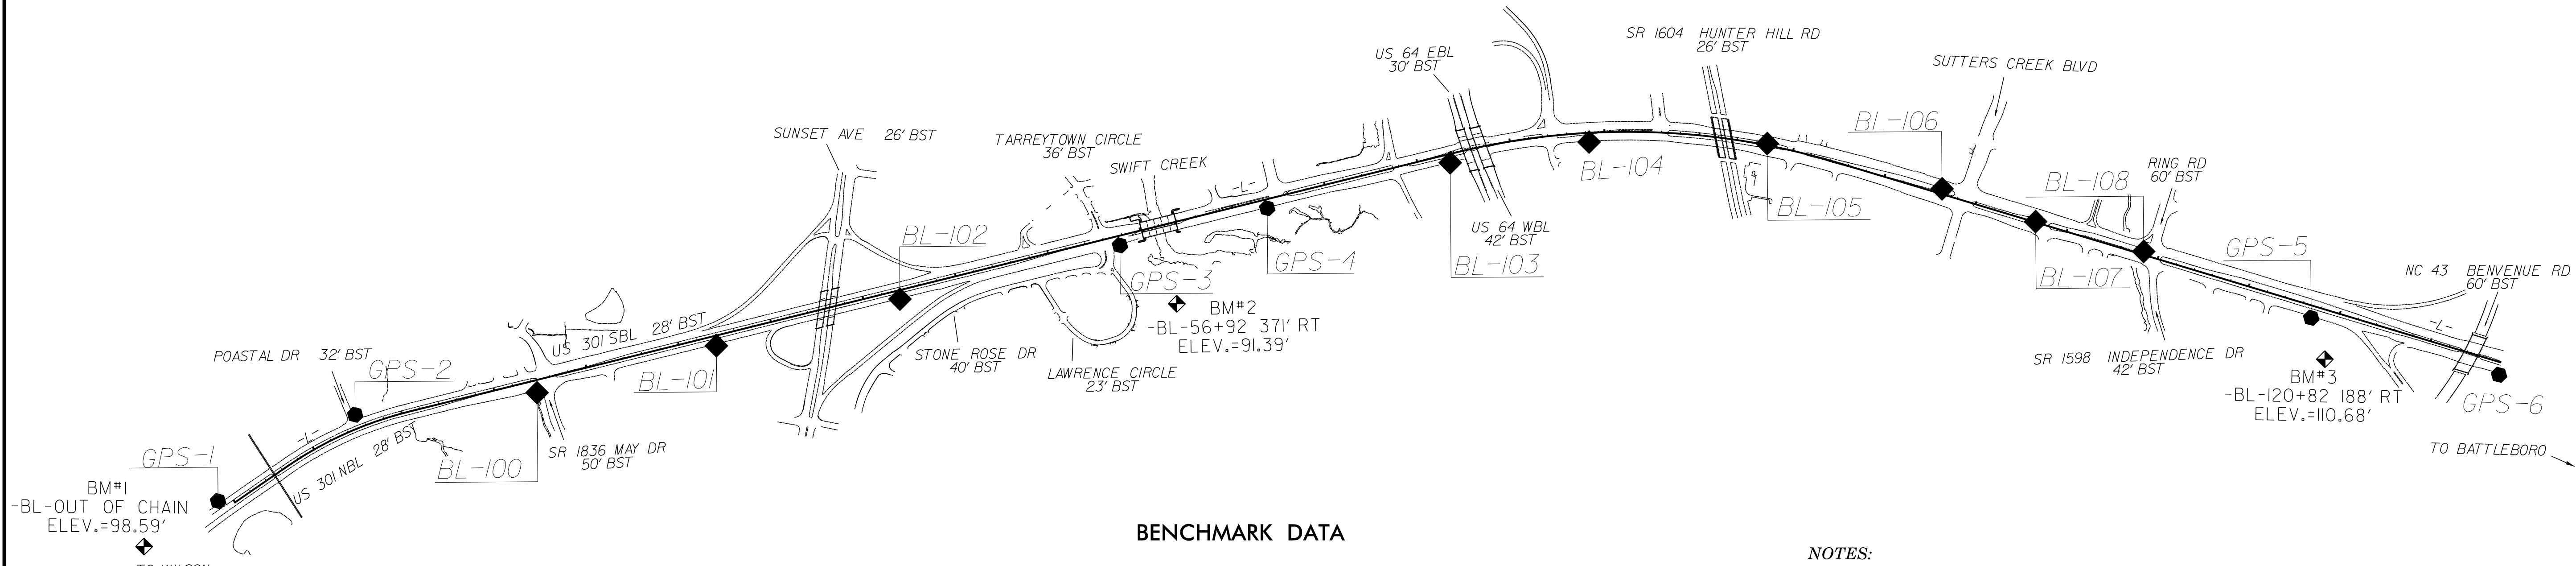 SR 1604 HUNTER HILL RD
26' BST
US 64 EBL
30' BST
SUTTERS CREEK BLVD
SUNSET AVE 26' BST
TARREYTOWN CIRCLE
36' BST
SWIFT CREEK
-L-
BL-104
BL-106
BL-105
RING RD
60' BST
BL-108
BL-102
US 64 WBL
42' BST
GPS-4
BL-103
GPS-3
BM#2
-BL-56+92 371' RT
ELEV.=91.39'
GPS-5
BL-107
NC 43 BENVENUE RD
60' BST
-L-
US 301 SBL 28' BST
POASTAL DR 32' BST
GPS-2
BL-101
STONE ROSE DR
40' BST
LAWRENCE CIRCLE
23' BST
SR 1598 INDEPENDENCE DR
42' BST
BM#3
-BL-120+82 188' RT
ELEV.=110.68'
GPS-6
-L-
US 301 NBL 28' BST
GPS-1
BL-100
SR 1836 MAY DR
50' BST
TO BATTLEBORO
BM#1
-BL-OUT OF CHAIN
ELEV.=98.59'
BENCHMARK DATA
NOTES:
TO WILSON